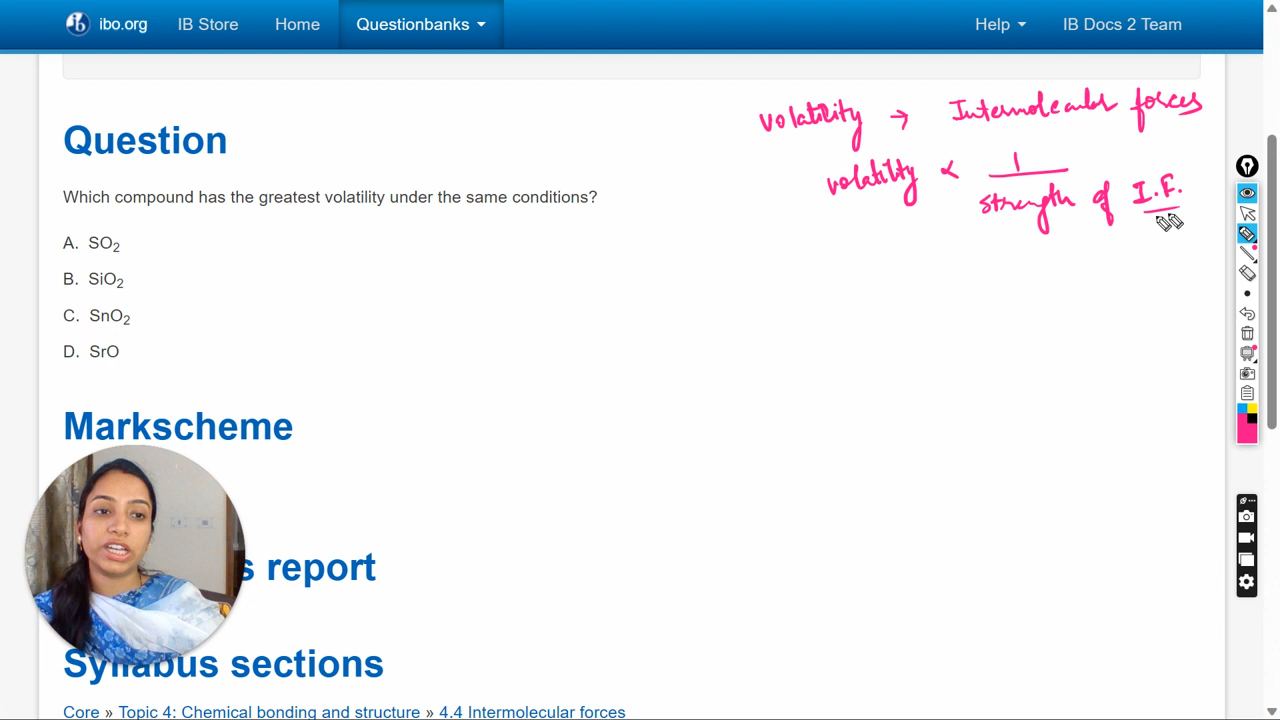 ibo.org IB Store Home Questionbanks Help IB Docs 2 Team
volatility → Intermolecular forces
Question
volatility ∝ 1 / strength of I.F.
Which compound has the greatest volatility under the same conditions?
A. SO₂
B. SiO₂
C. SnO₂
D. SrO
Markscheme
s report
Syllabus sections
Core » Topic 4: Chemical bonding and structure » 4.4 Intermolecular forces